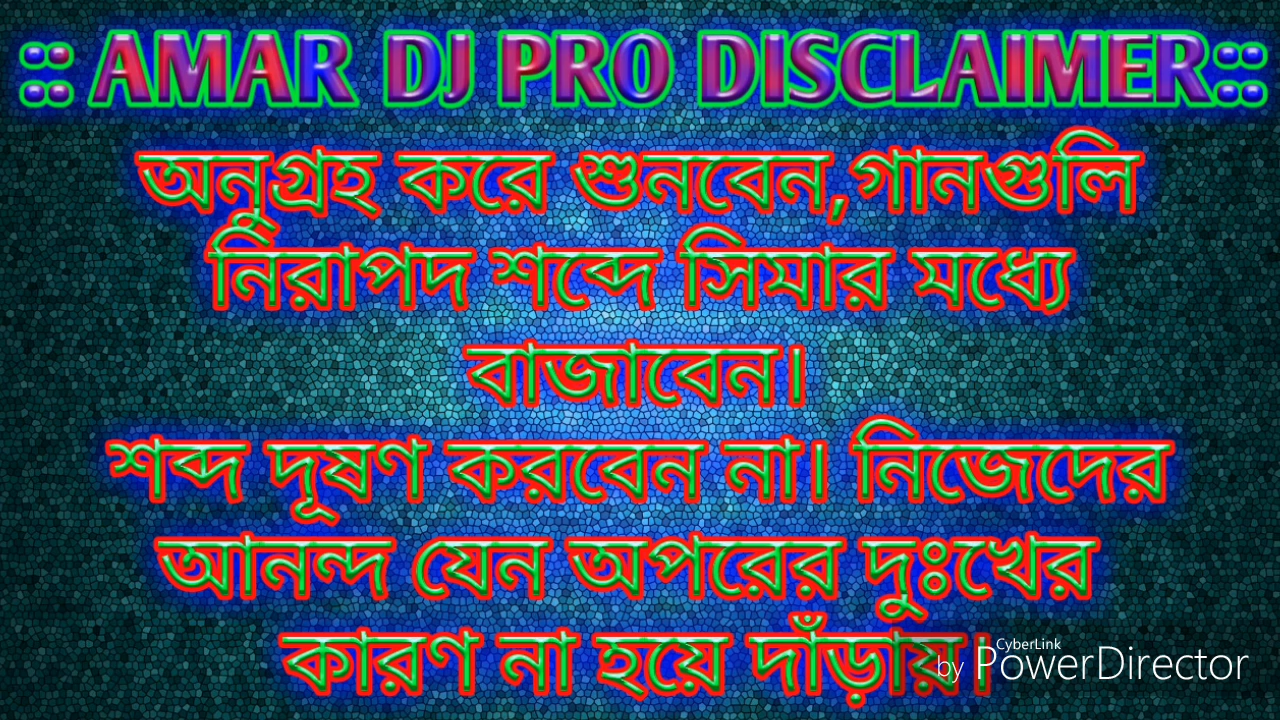 :: AMAR DJ PRO DISCLAIMER::
অনুগ্রহ করে শুনবেন,গানগুলি
নিরাপদ শব্দে সিমার মধ্যে
বাজাবেন।
শব্দ দূষণ করবেন না। নিজেদের
আনন্দ যেন অপরের দুঃখের
কারণ না হয়ে দাঁড়ায়।
CyberLink
by PowerDirector